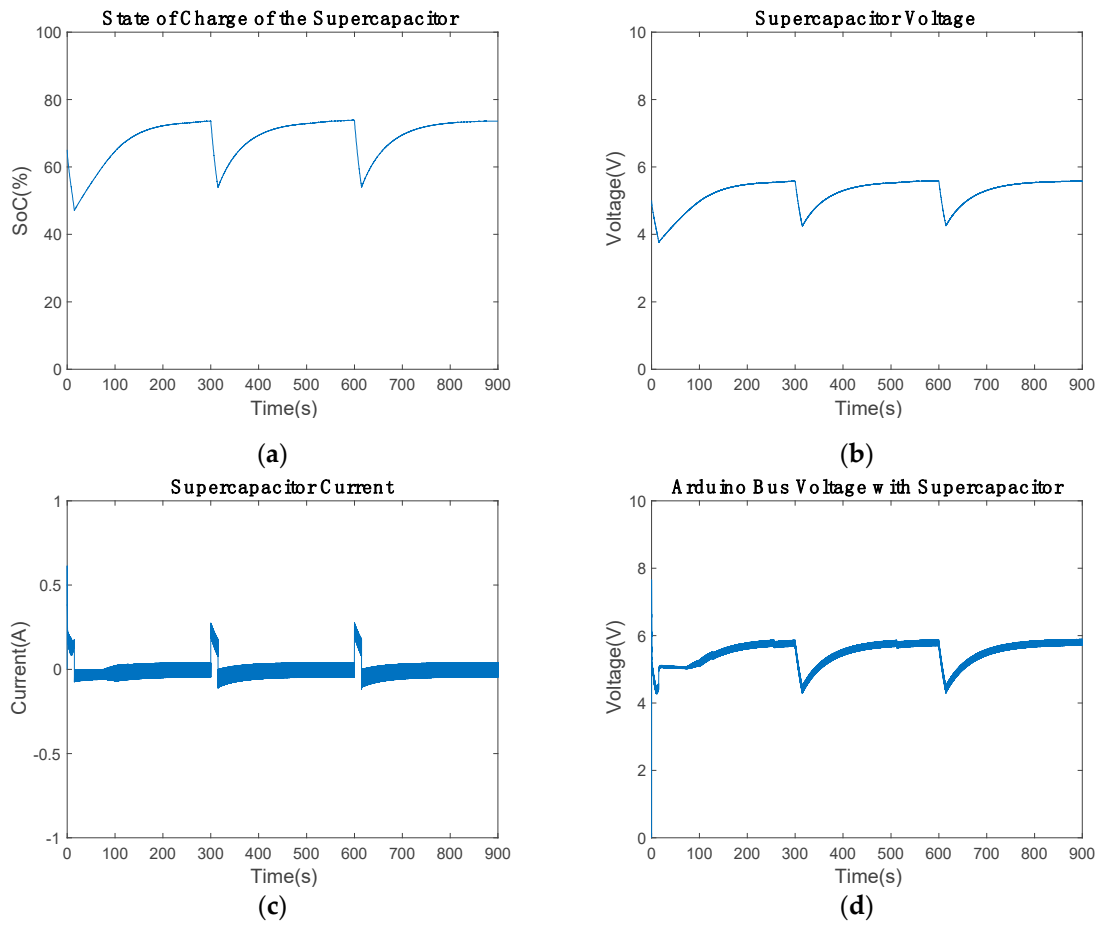 State of Charge of the Supercapacitor
100
80
60
40
20
0
SoC(%)
0 100 200 300 400 500 600 700 800 900
Time(s)
(a)
Supercapacitor Voltage
10
8
6
4
2
0
Voltage(V)
0 100 200 300 400 500 600 700 800 900
Time(s)
(b)
Supercapacitor Current
1
0.5
0
-0.5
-1
Current(A)
0 100 200 300 400 500 600 700 800 900
Time(s)
(c)
Arduino Bus Voltage with Supercapacitor
10
8
6
4
2
0
Voltage(V)
0 100 200 300 400 500 600 700 800 900
Time(s)
(d)